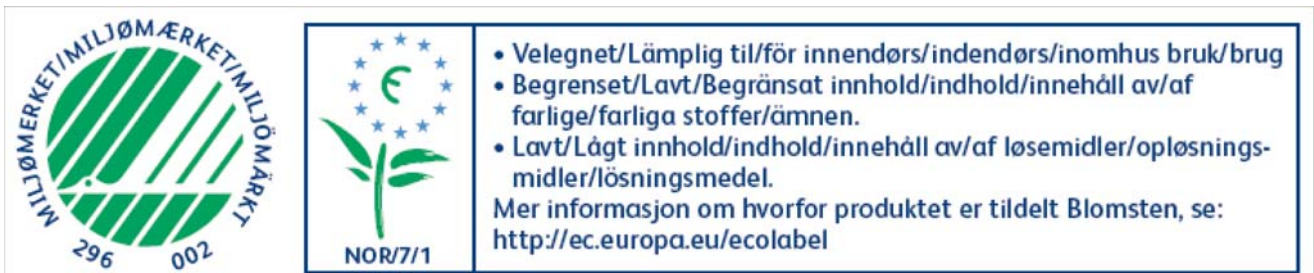 MILJØMERKET/MILJØMÆRKET/MILJÖMÄRKT
296 002
€
NOR/7/1
• Velegnet/Lämplig til/för innendørs/indendørs/inomhus bruk/brug
• Begrenset/Lavt/Begränsat innhold/indhold/innehåll av/af
farlige/farliga stoffer/ämnen.
• Lavt/Lågt innhold/indhold/innehåll av/af løsemidler/opløsnings-
midler/lösningsmedel.
Mer informasjon om hvorfor produktet er tildelt Blomsten, se:
http://ec.europa.eu/ecolabel